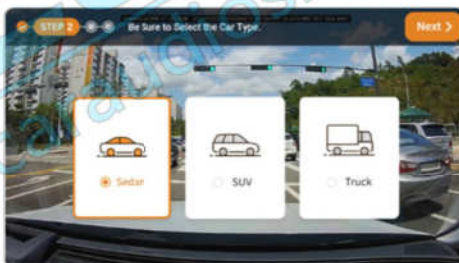 STEP 2
Be Sure to Select the Car Type.
Next >
Sedan
SUV
Truck